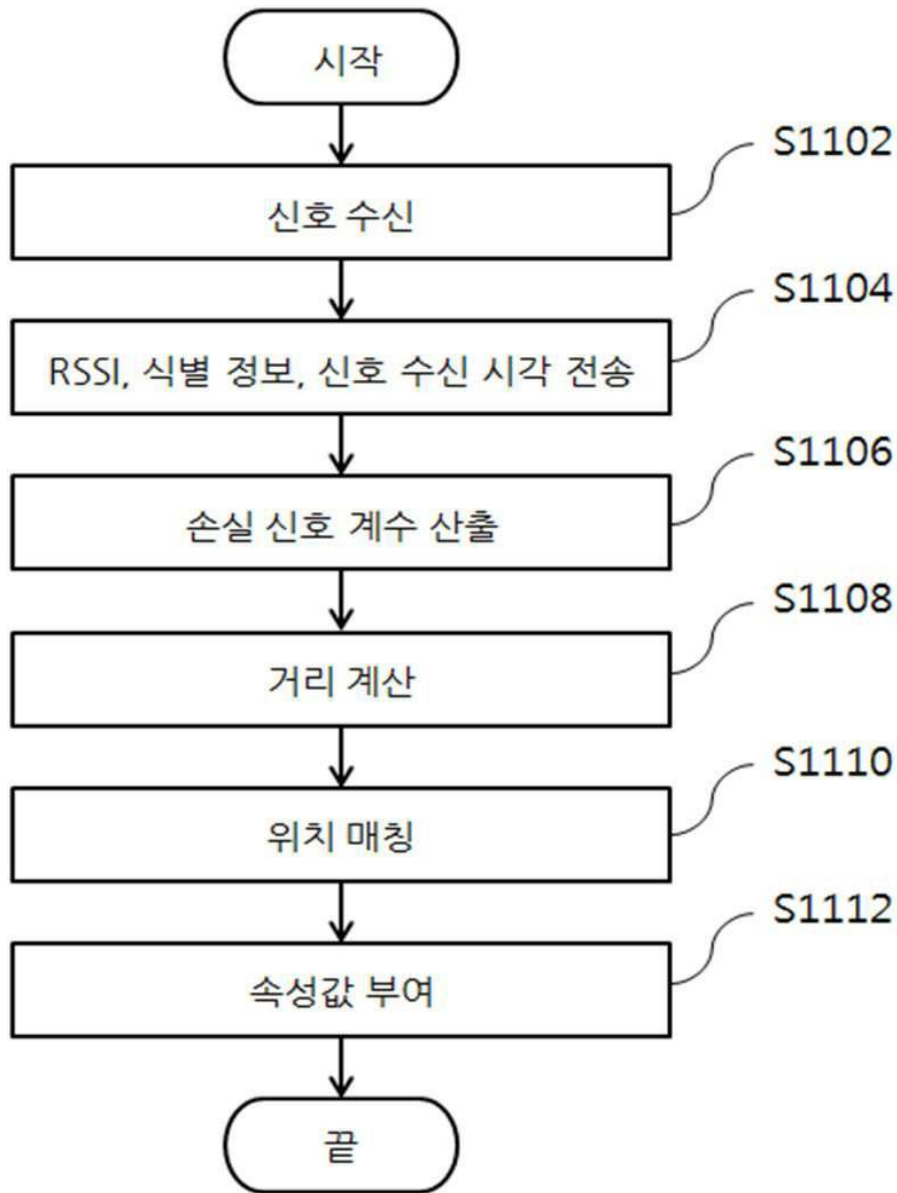 시작
S1102
신호 수신
S1104
RSSI, 식별 정보, 신호 수신 시각 전송
S1106
손실 신호 계수 산출
S1108
거리 계산
S1110
위치 매칭
S1112
속성값 부여
끝